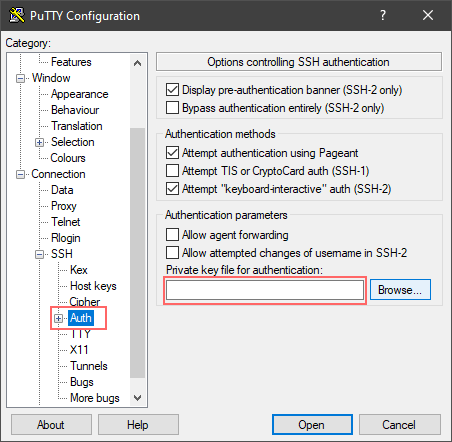 PuTTY Configuration
?
Category:
Features
Window
Appearance
Behaviour
Translation
Selection
Colours
Connection
Data
Proxy
Telnet
Rlogin
SSH
Kex
Host keys
Cipher
Auth
TTY
X11
Tunnels
Bugs
More bugs
Options controlling SSH authentication
Display pre-authentication banner (SSH-2 only)
Bypass authentication entirely (SSH-2 only)
Authentication methods
Attempt authentication using Pageant
Attempt TIS or CryptoCard auth (SSH-1)
Attempt "keyboard-interactive" auth (SSH-2)
Authentication parameters
Allow agent forwarding
Allow attempted changes of username in SSH-2
Private key file for authentication:
Browse...
About
Help
Open
Cancel